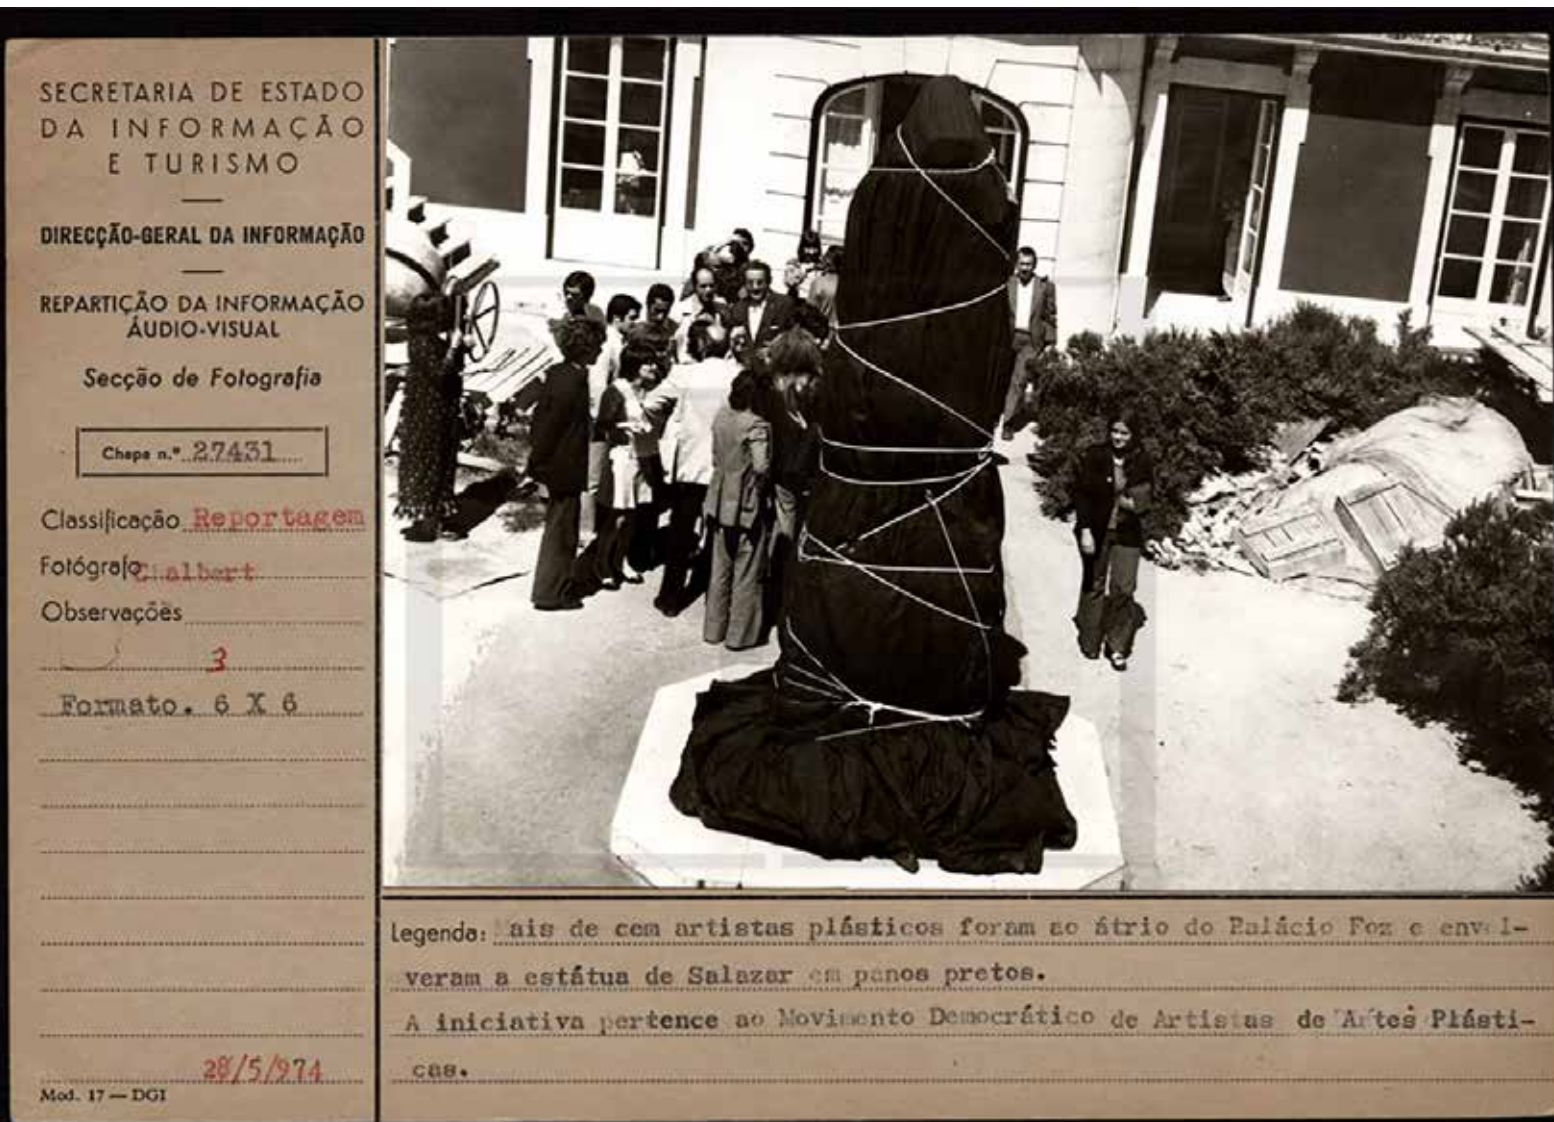 SECRETARIA DE ESTADO
DA INFORMAÇÃO
E TURISMO
DIRECÇÃO-GERAL DA INFORMAÇÃO
REPARTIÇÃO DA INFORMAÇÃO
ÁUDIO-VISUAL
Secção de Fotografia
Chapa n.º 27431
Classificação Reportagem
Fotógrafo
Observações
3
Formato. 6 X 6
28/5/974
Mod. 17 — DGI
Legenda: Mais de cem artistas plásticos foram ao átrio do Palácio Foz e envol-
veram a estátua de Salazar em panos pretos.
A iniciativa pertence ao Movimento Democrático de Artistas de Artes Plásti-
cas.